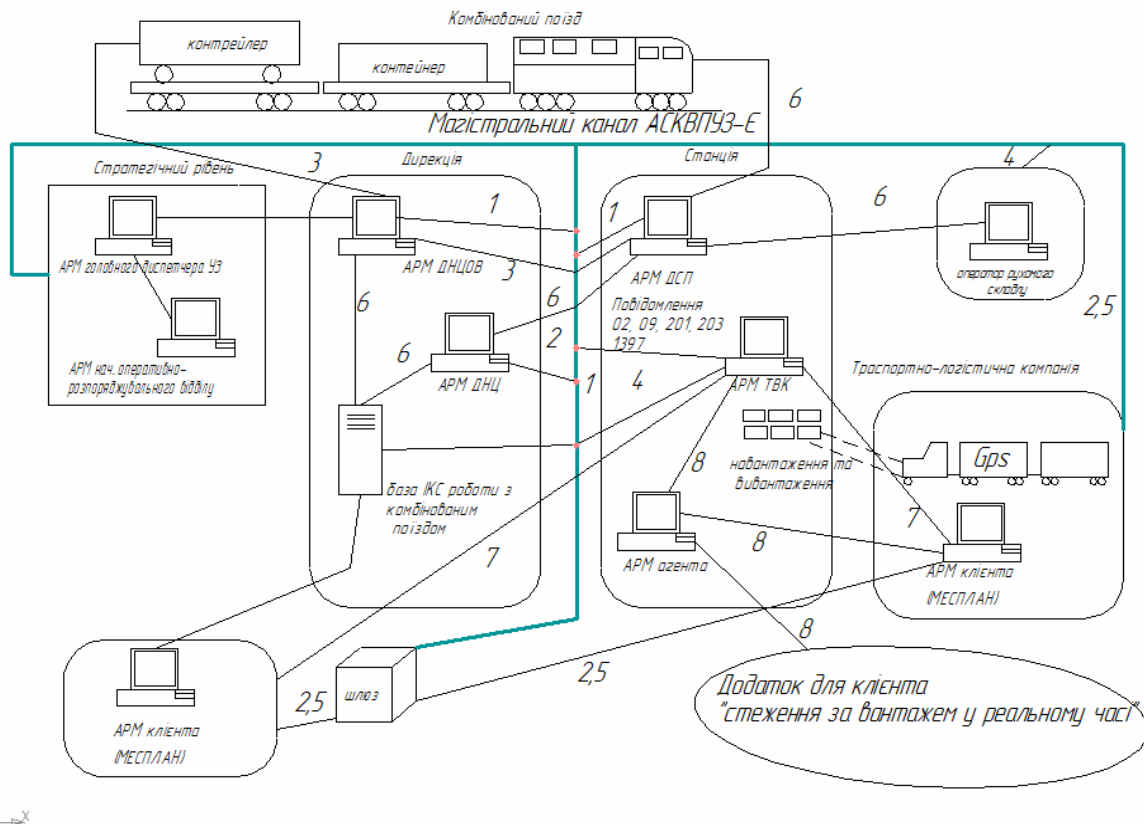 Комбінований поїзд
контрейлер
контейнер
6
Магістральний канал АСКВПУЗ-Є
3
Дирекція
Станція
4
Стратегічний рівень
1
1
6
АРМ головного диспетчера УЗ
АРМ ДНЦОВ
3
АРМ ДСП
оператор рухомого
складу
6
6
Повідомлення
02, 09, 201, 203
1397
2,5
2
6
АРМ нач. оперативно-
розпоряджувального відділу
АРМ ДНЦ
1
4
АРМ ТВК
Траспортно-логістична компанія
Gps
8
навантаження та
вивантаження
база ІКС роботи з
комбінованим
поїздом
7
7
8
АРМ агента
АРМ клієнта
(МЕСПЛАН)
8
2,5
2,5
шлюз
Додаток для клієнта
"стеження за вантажем у реальному часі"
АРМ клієнта
(МЕСПЛАН)
X